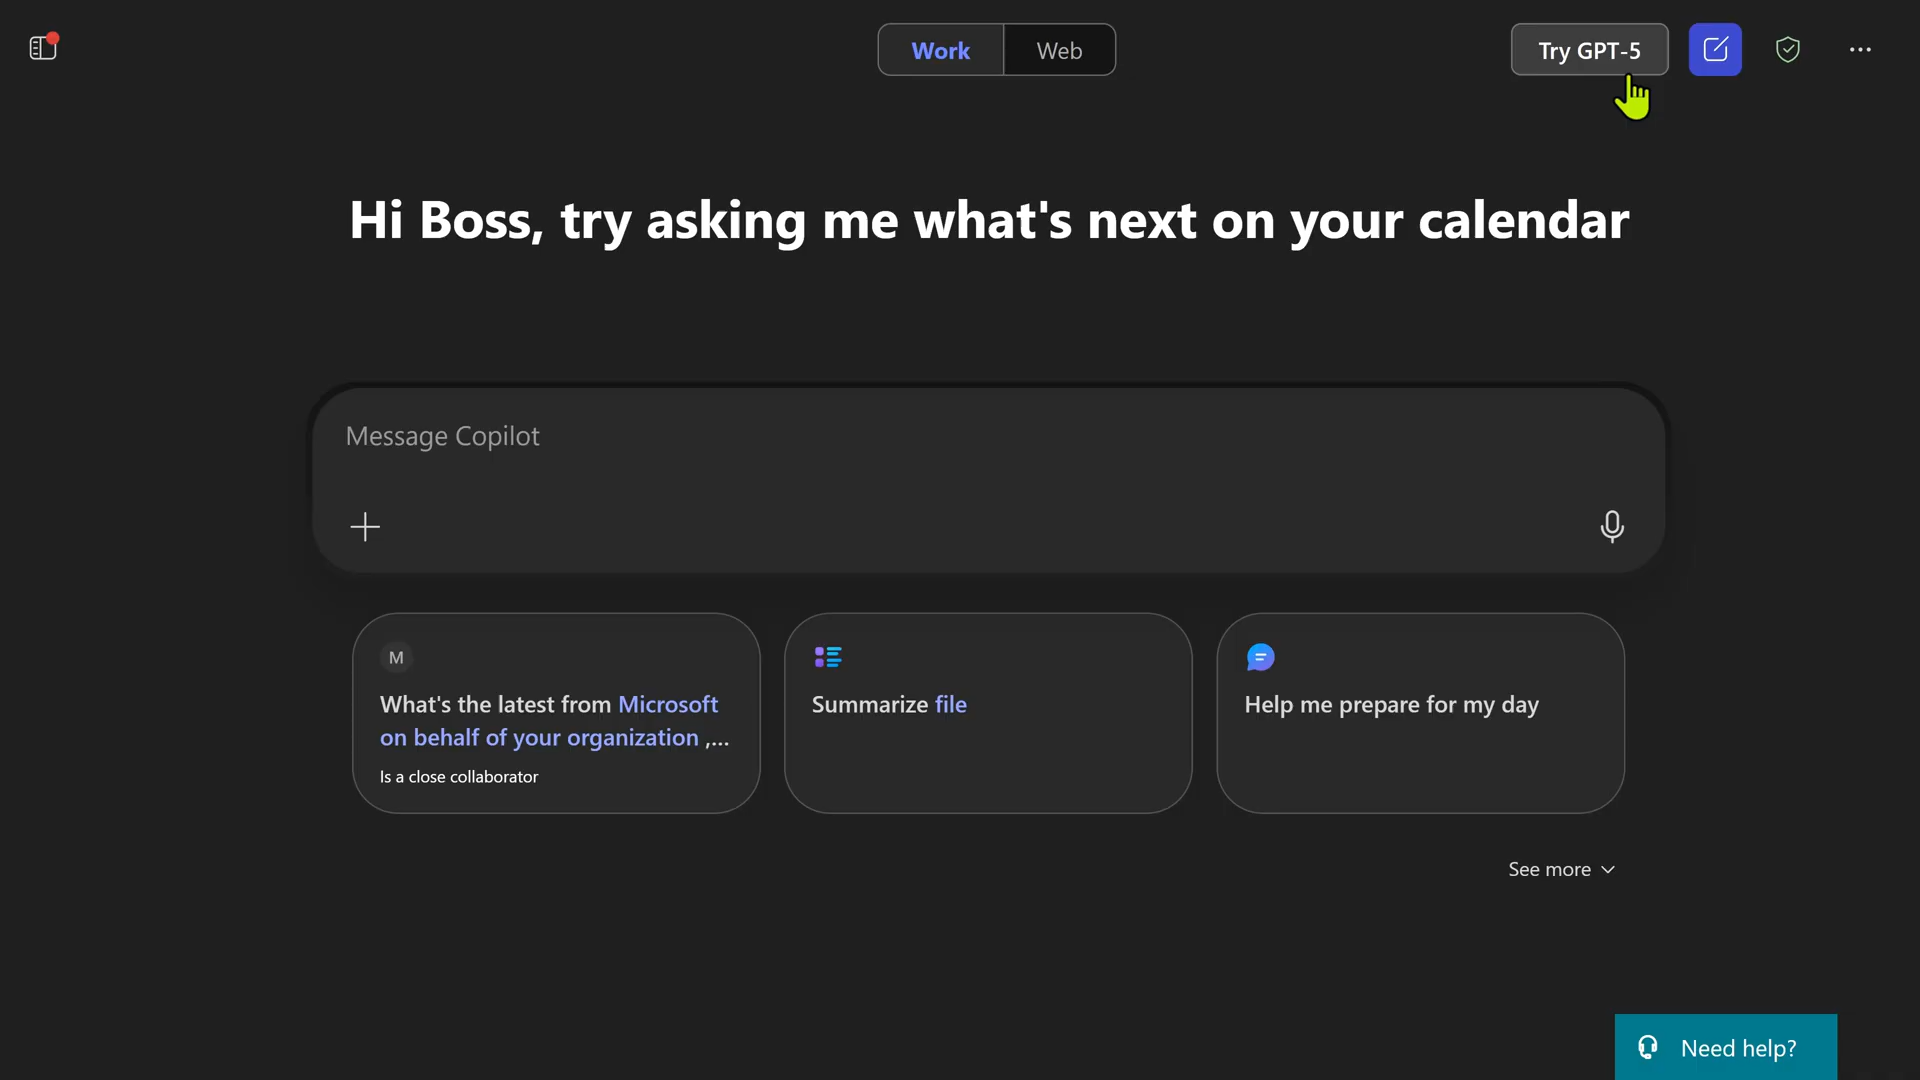 Work
Web
Try GPT-5
Hi Boss, try asking me what's next on your calendar
Message Copilot
M
What's the latest from Microsoft
on behalf of your organization ,...
Is a close collaborator
Summarize file
Help me prepare for my day
See more
Need help?